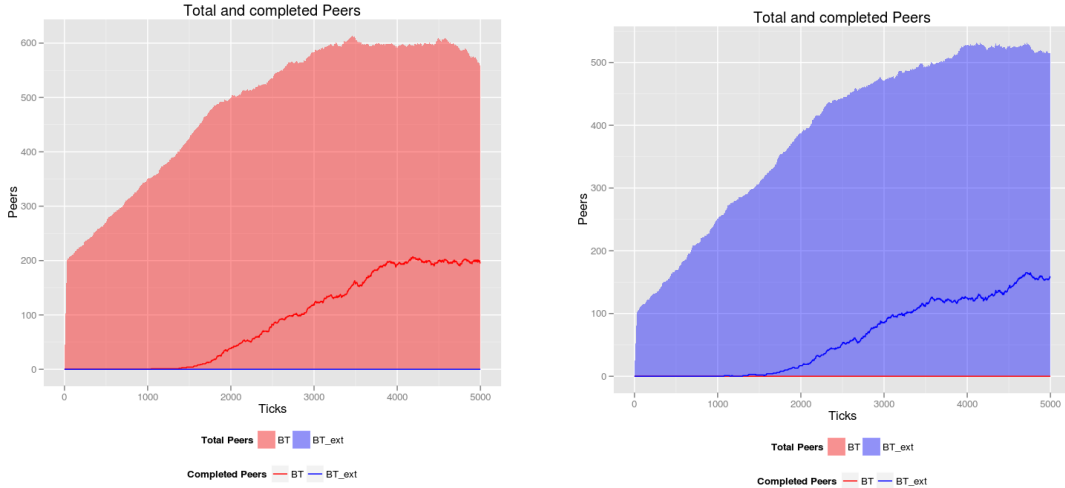 Total and completed Peers
600
500
400
300
200
100
0
Peers
0 1000 2000 3000 4000 5000
Ticks
Total Peers BT BT_ext
Completed Peers BT BT_ext
Total and completed Peers
500
400
300
200
100
0
Peers
0 1000 2000 3000 4000 5000
Ticks
Total Peers BT BT_ext
Completed Peers BT BT_ext